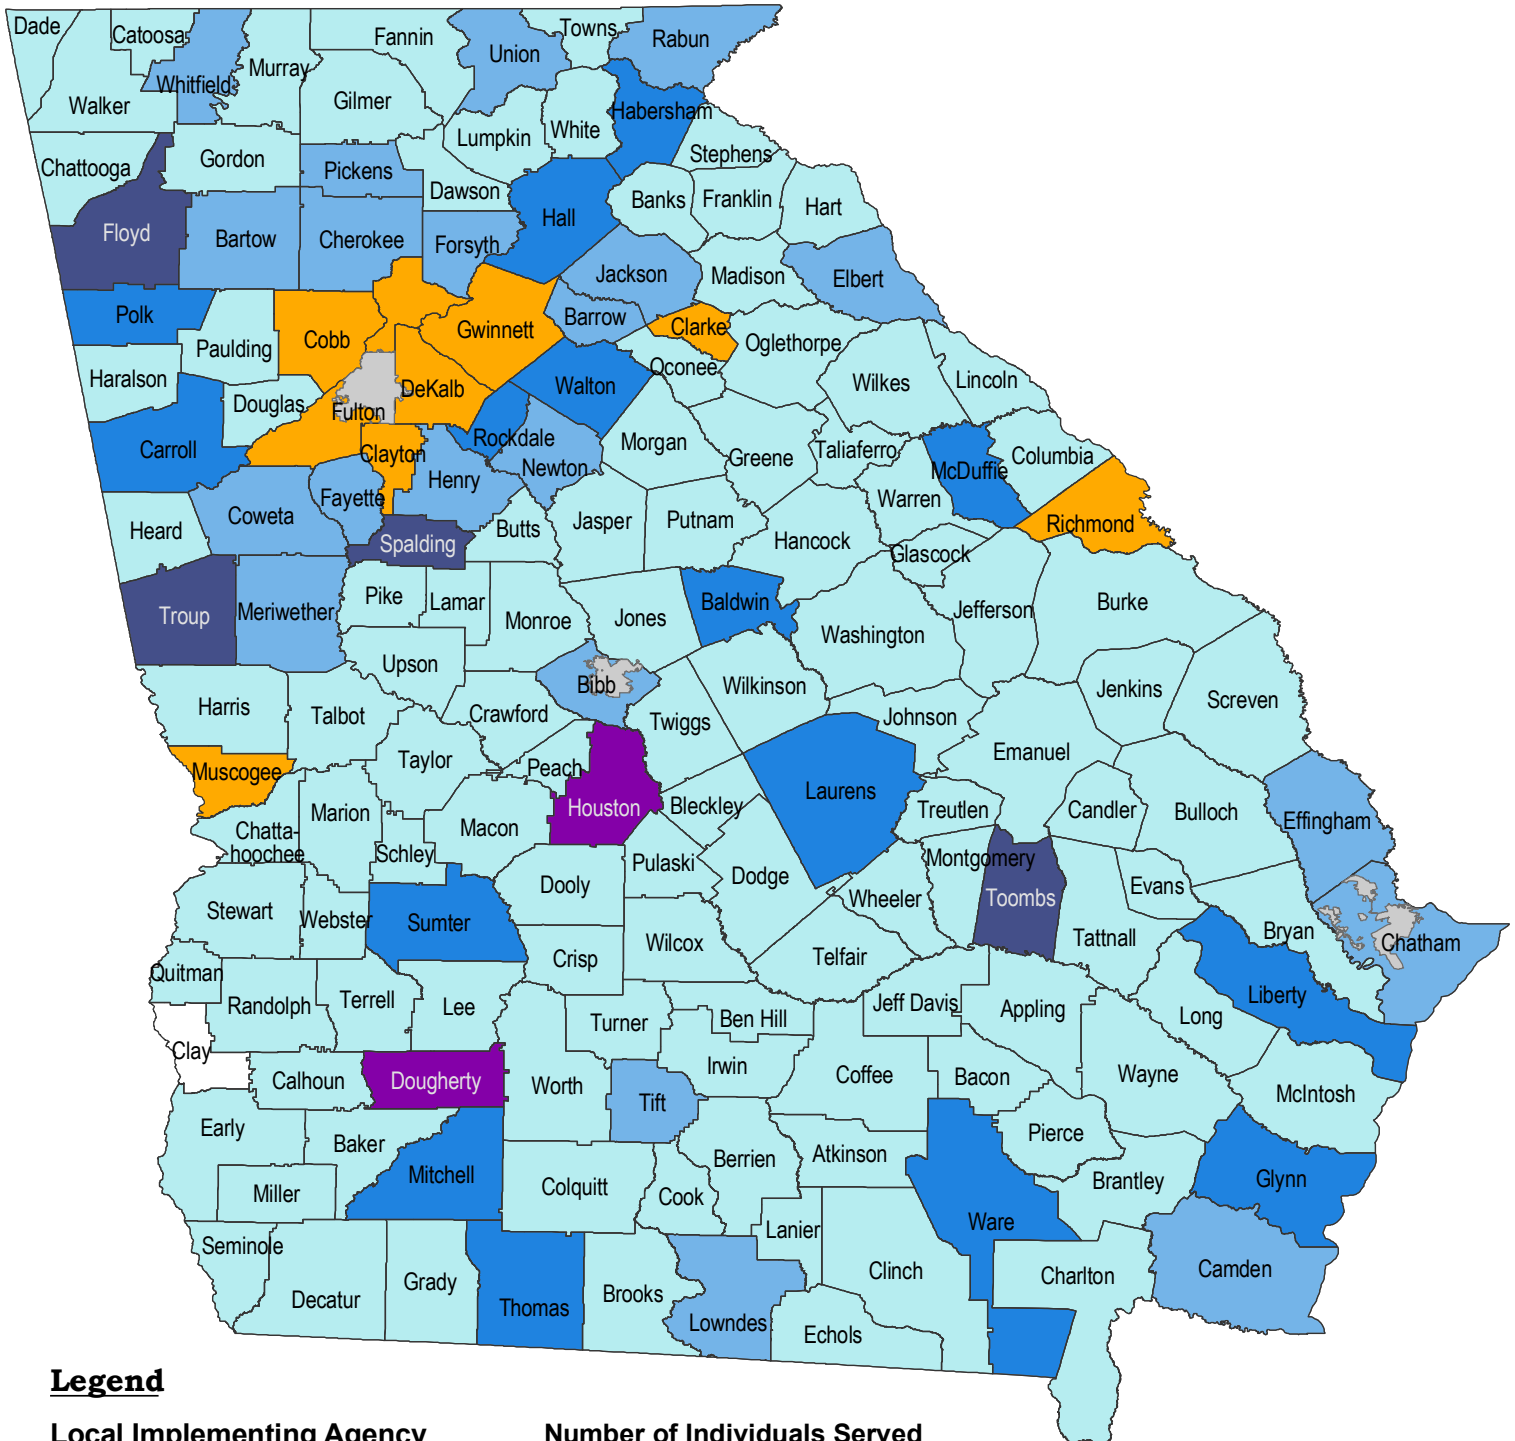 Dade
Catoosa
Fannin
Towns
Union
Rabun
Whitfield
Murray
Walker
Gilmer
Habersham
Lumpkin
White
Stephens
Chattooga
Gordon
Pickens
Dawson
Banks
Franklin
Hart
Hall
Floyd
Bartow
Cherokee
Forsyth
Jackson
Madison
Elbert
Polk
Cobb
Gwinnett
Barrow
Clarke
Oglethorpe
Paulding
Haralson
Oconee
DeKalb
Walton
Wilkes
Lincoln
Douglas
Fulton
Carroll
Clayton
Rockdale
Newton
Morgan
Greene
Taliaferro
McDuffie
Columbia
Henry
Fayette
Coweta
Heard
Spalding
Butts
Jasper
Putnam
Hancock
Warren
Glascock
Richmond
Troup
Meriwether
Pike
Lamar
Monroe
Jones
Baldwin
Washington
Jefferson
Burke
Upson
Bibb
Wilkinson
Jenkins
Screven
Harris
Talbot
Crawford
Twiggs
Johnson
Emanuel
Muscogee
Taylor
Peach
Houston
Bleckley
Laurens
Treutlen
Candler
Bulloch
Effingham
Chatta-
hoochee
Marion
Schley
Macon
Pulaski
Dodge
Montgomery
Wheeler
Toombs
Evans
Dooly
Stewart
Webster
Sumter
Crisp
Wilcox
Telfair
Tattnall
Bryan
Chatham
Quitman
Randolph
Terrell
Lee
Turner
Ben Hill
Jeff Davis
Appling
Long
Liberty
Clay
Calhoun
Dougherty
Worth
Tift
Irwin
Coffee
Bacon
Wayne
McIntosh
Early
Baker
Mitchell
Miller
Colquitt
Cook
Berrien
Atkinson
Pierce
Brantley
Glynn
Lanier
Ware
Seminole
Decatur
Grady
Thomas
Brooks
Lowndes
Echols
Clinch
Charlton
Camden
Legend
Local Implementing Agency
Number of Individuals Served